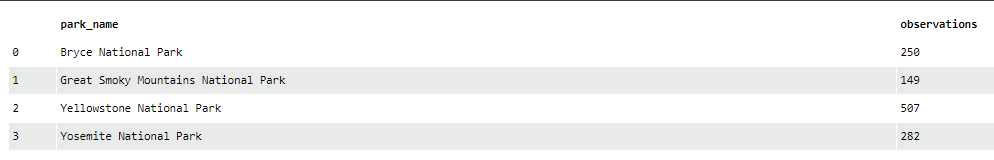 park_name observations
0 Bryce National Park 250
1 Great Smoky Mountains National Park 149
2 Yellowstone National Park 507
3 Yosemite National Park 282